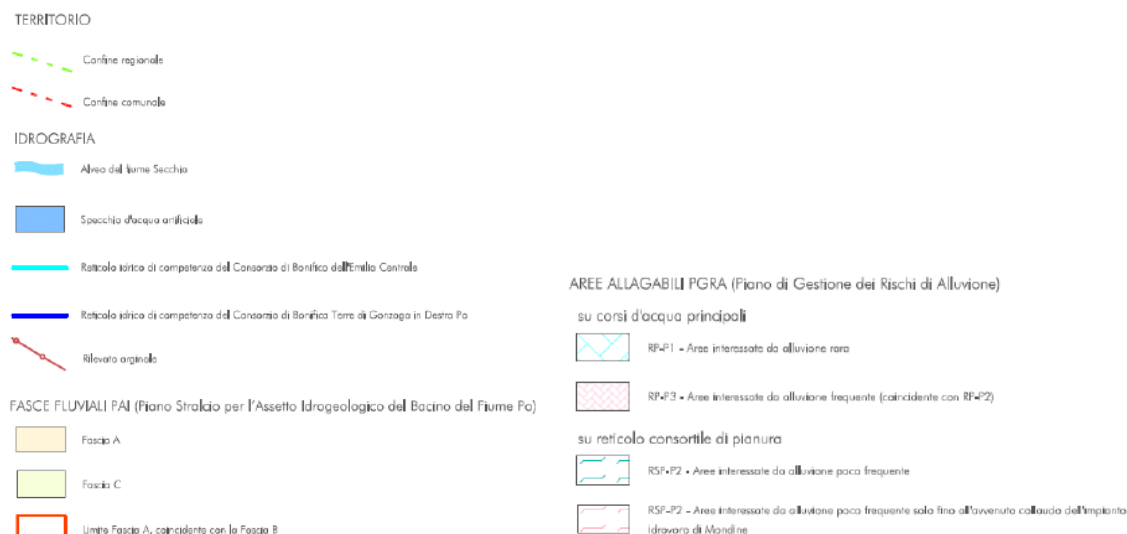 TERRITORIO
Confine regionale
Confine comunale
IDROGRAFIA
Alveo del fiume Secchia
Specchio d'acqua artificiale
Reticolo idrico di competenza del Consorzio di Bonifica dell'Emilia Centrale
Reticolo idrico di competenza del Consorzio di Bonifica Terre di Gonzaga in Destra Po
Rilevato arginale
FASCE FLUVIALI PAI (Piano Stralcio per l'Assetto Idrogeologico del Bacino del Fiume Po)
Fascia A
Fascia C
Limite Fascia A, coincidente con la Fascia B
AREE ALLAGABILI PGRA (Piano di Gestione dei Rischi di Alluvione)
su corsi d'acqua principali
RP-P1 - Aree interessate da alluvione rara
RP-P3 - Aree interessate da alluvione frequente (coincidente con RP-P2)
su reticolo consortile di pianura
RSP-P2 - Aree interessate da alluvione poco frequente
RSP-P2 - Aree interessate da alluvione poco frequente solo fino all'avvenuto collaudo dell'impianto
idrovoro di Mondine